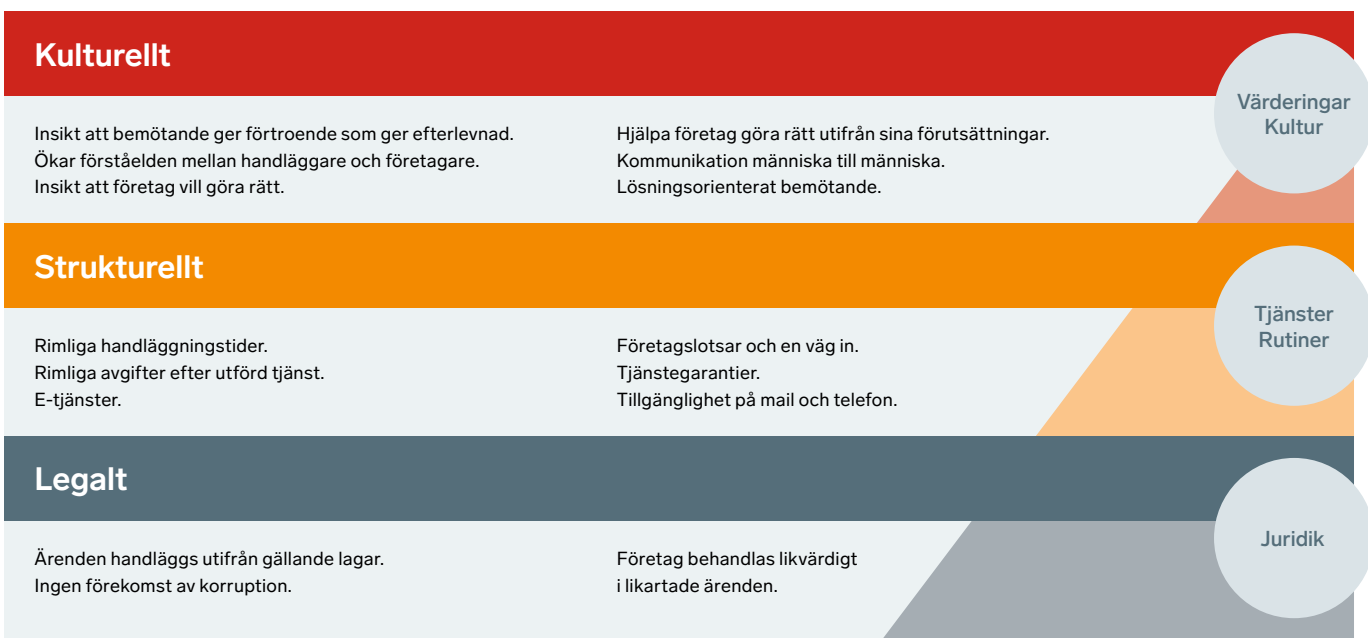 Kulturellt
Värderingar
Kultur
Insikt att bemötande ger förtroende som ger efterlevnad.
Ökar förståelden mellan handläggare och företagare.
Insikt att företag vill göra rätt.
Hjälpa företag göra rätt utifrån sina förutsättningar.
Kommunikation människa till människa.
Lösningsorienterat bemötande.
Strukturellt
Tjänster
Rutiner
Rimliga handläggningstider.
Rimliga avgifter efter utförd tjänst.
E-tjänster.
Företagslotsar och en väg in.
Tjänstegarantier.
Tillgänglighet på mail och telefon.
Legalt
Juridik
Ärenden handläggs utifrån gällande lagar.
Ingen förekomst av korruption.
Företag behandlas likvärdigt
i likartade ärenden.